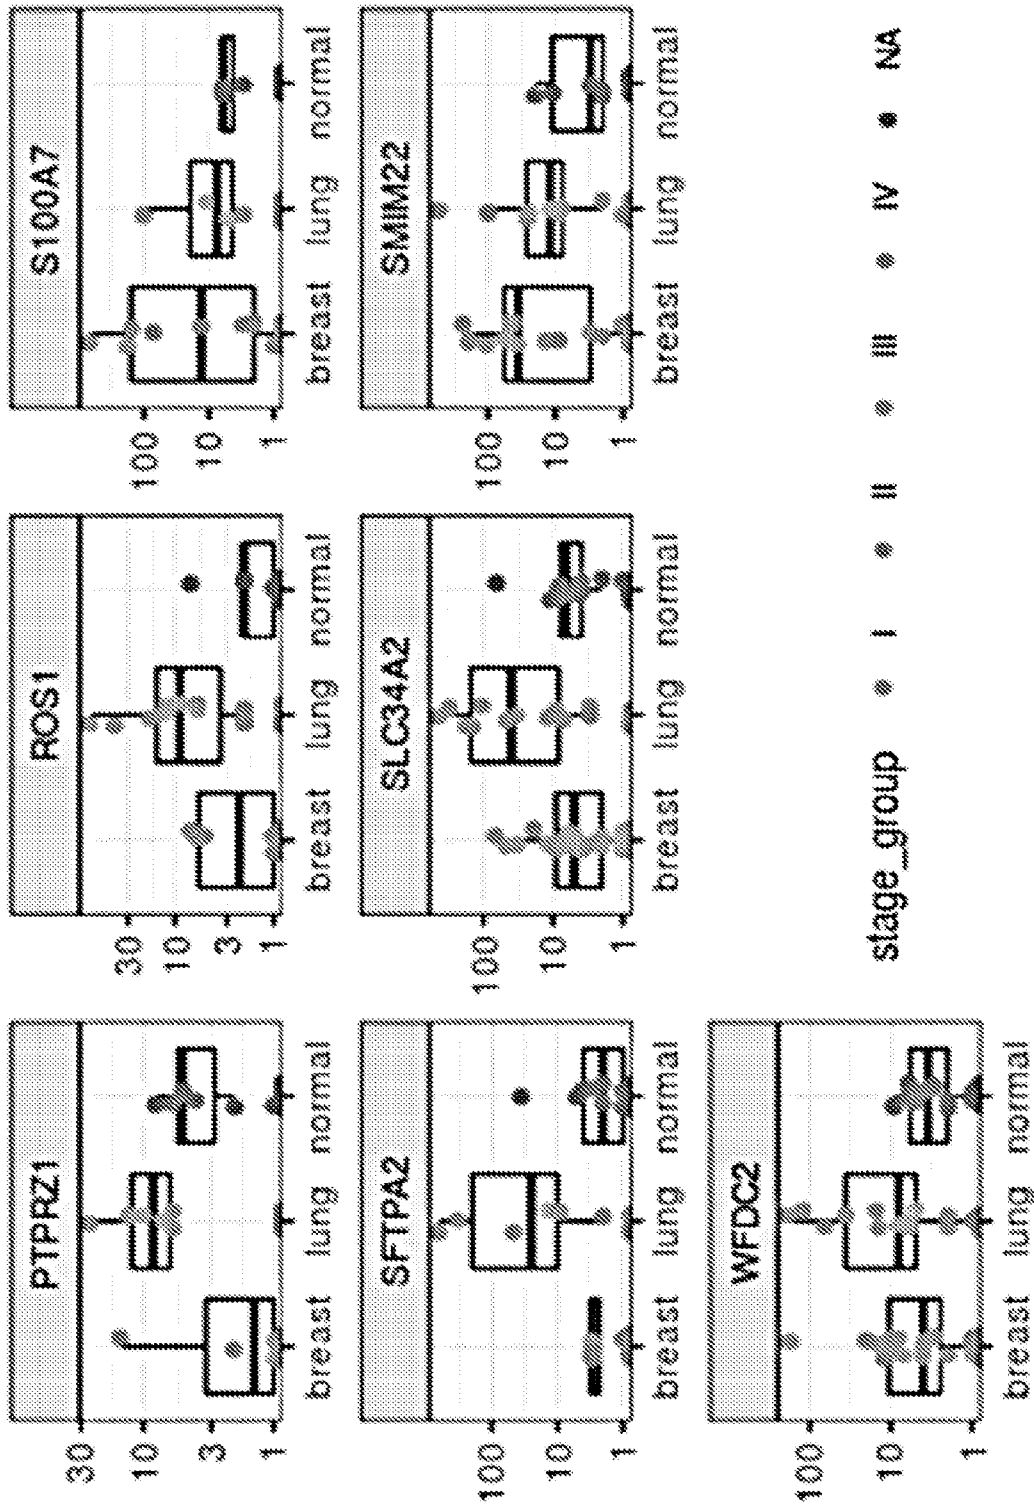 PTPRZ1
30
10
3
1
breast lung normal
ROS1
30
10
3
1
breast lung normal
S100A7
100
10
1
breast lung normal
SFTPA2
100
10
1
breast lung normal
SLC34A2
100
10
1
breast lung normal
SMIM22
100
10
1
breast lung normal
WFDC2
100
10
1
breast lung normal
stage_group I II III IV NA